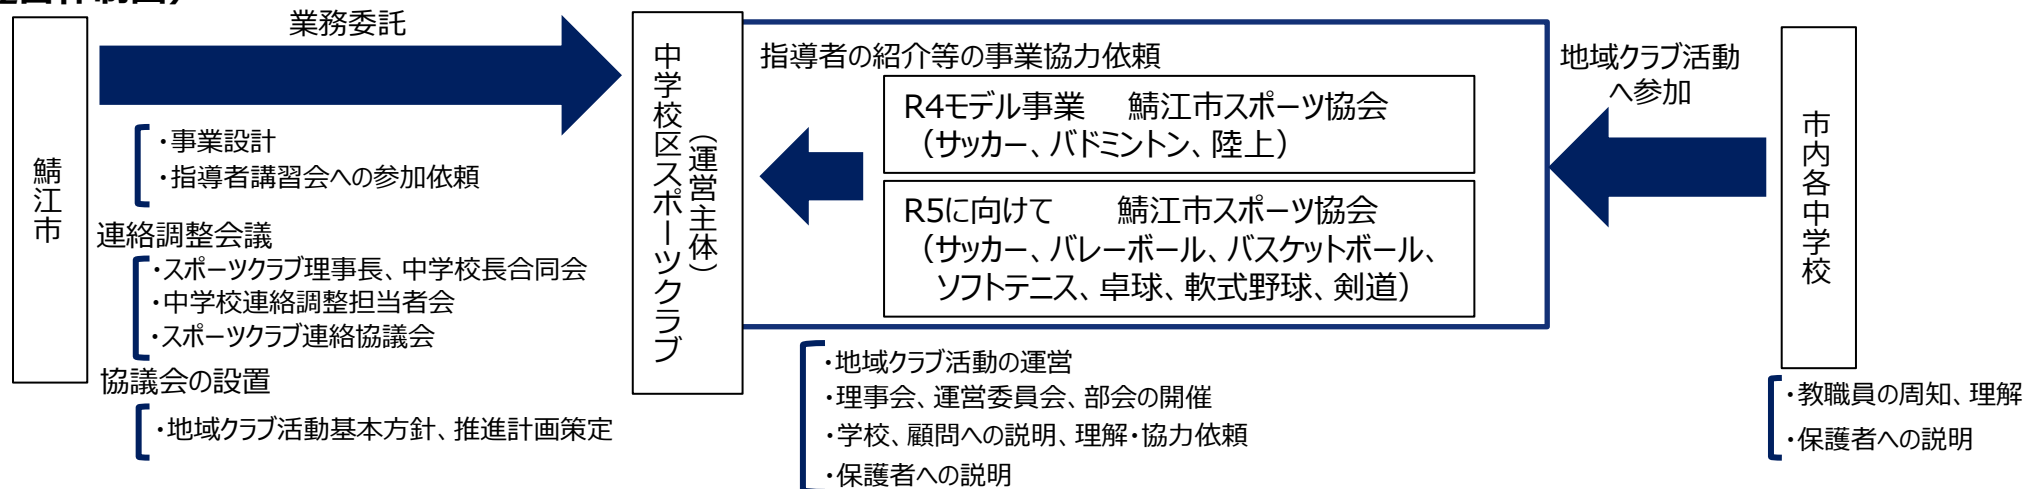 業務委託
鯖江市
・事業設計
・指導者講習会への参加依頼
連絡調整会議
・スポーツクラブ理事長、中学校長合同会
・中学校連絡調整担当者会
・スポーツクラブ連絡協議会
協議会の設置
・地域クラブ活動基本方針、推進計画策定
中学校区スポーツクラブ
（運営主体）
指導者の紹介等の事業協力依頼
R4モデル事業　鯖江市スポーツ協会
（サッカー、バドミントン、陸上）
R5に向けて　鯖江市スポーツ協会
（サッカー、バレーボール、バスケットボール、
ソフトテニス、卓球、軟式野球、剣道）
・地域クラブ活動の運営
・理事会、運営委員会、部会の開催
・学校、顧問への説明、理解・協力依頼
・保護者への説明
地域クラブ活動
へ参加
市内各中学校
・教職員の周知、理解
・保護者への説明